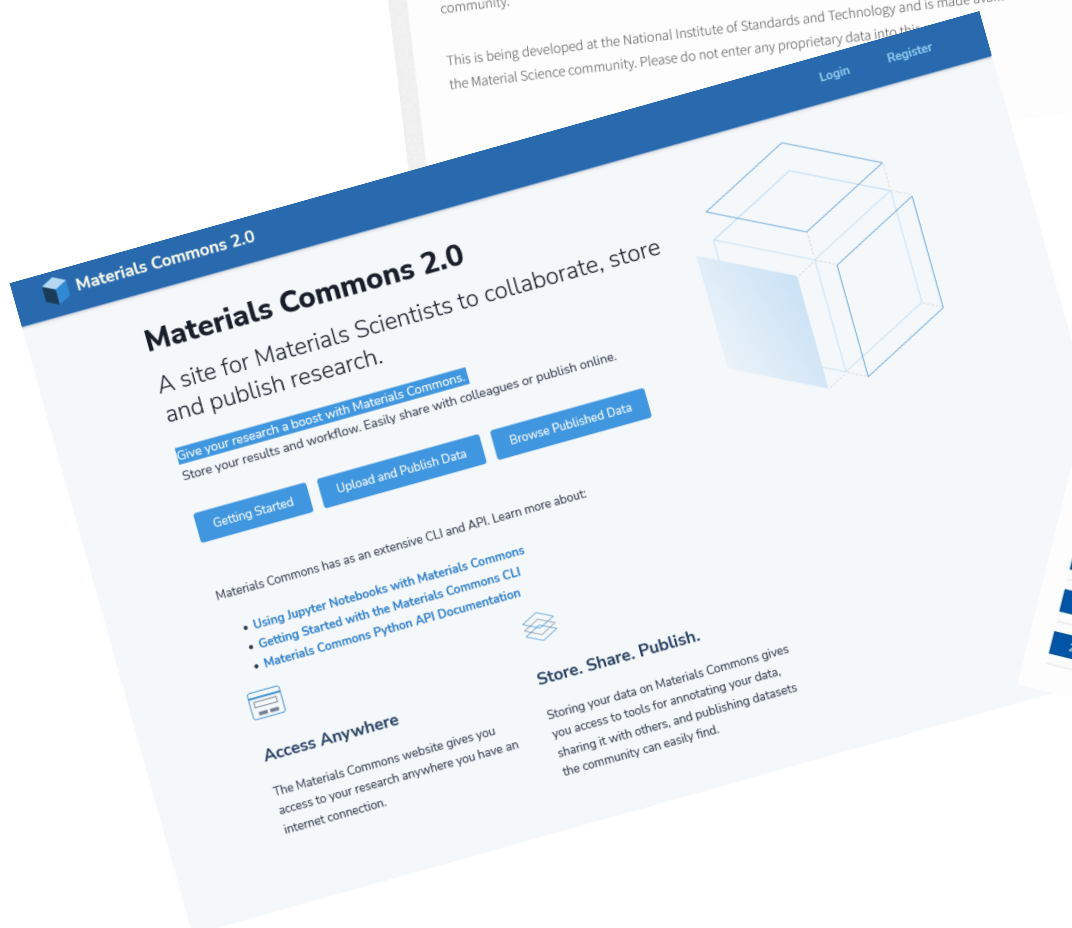 community.
This is being developed at the National Institute of Standards and Technology and is made
the Material Science community. Please do not enter any proprietary data into this
Login
Register
Materials Commons 2.0
Materials Commons 2.0
A site for Materials Scientists to collaborate, store
and publish research.
Give your research a boost with Materials Commons.
Store your results and workflow. Easily share with colleagues or publish online.
Getting Started
Upload and Publish Data
Browse Published Data
Materials Commons has as an extensive CLI and API. Learn more about:
• Using Jupyter Notebooks with Materials Commons
• Getting Started with the Materials Commons CLI
• Materials Commons Python API Documentation
Access Anywhere
The Materials Commons website gives you
access to your research anywhere you have an
internet connection.
Store. Share. Publish.
Storing your data on Materials Commons gives
you access to tools for annotating your data,
sharing it with others, and publishing datasets
the community can easily find.